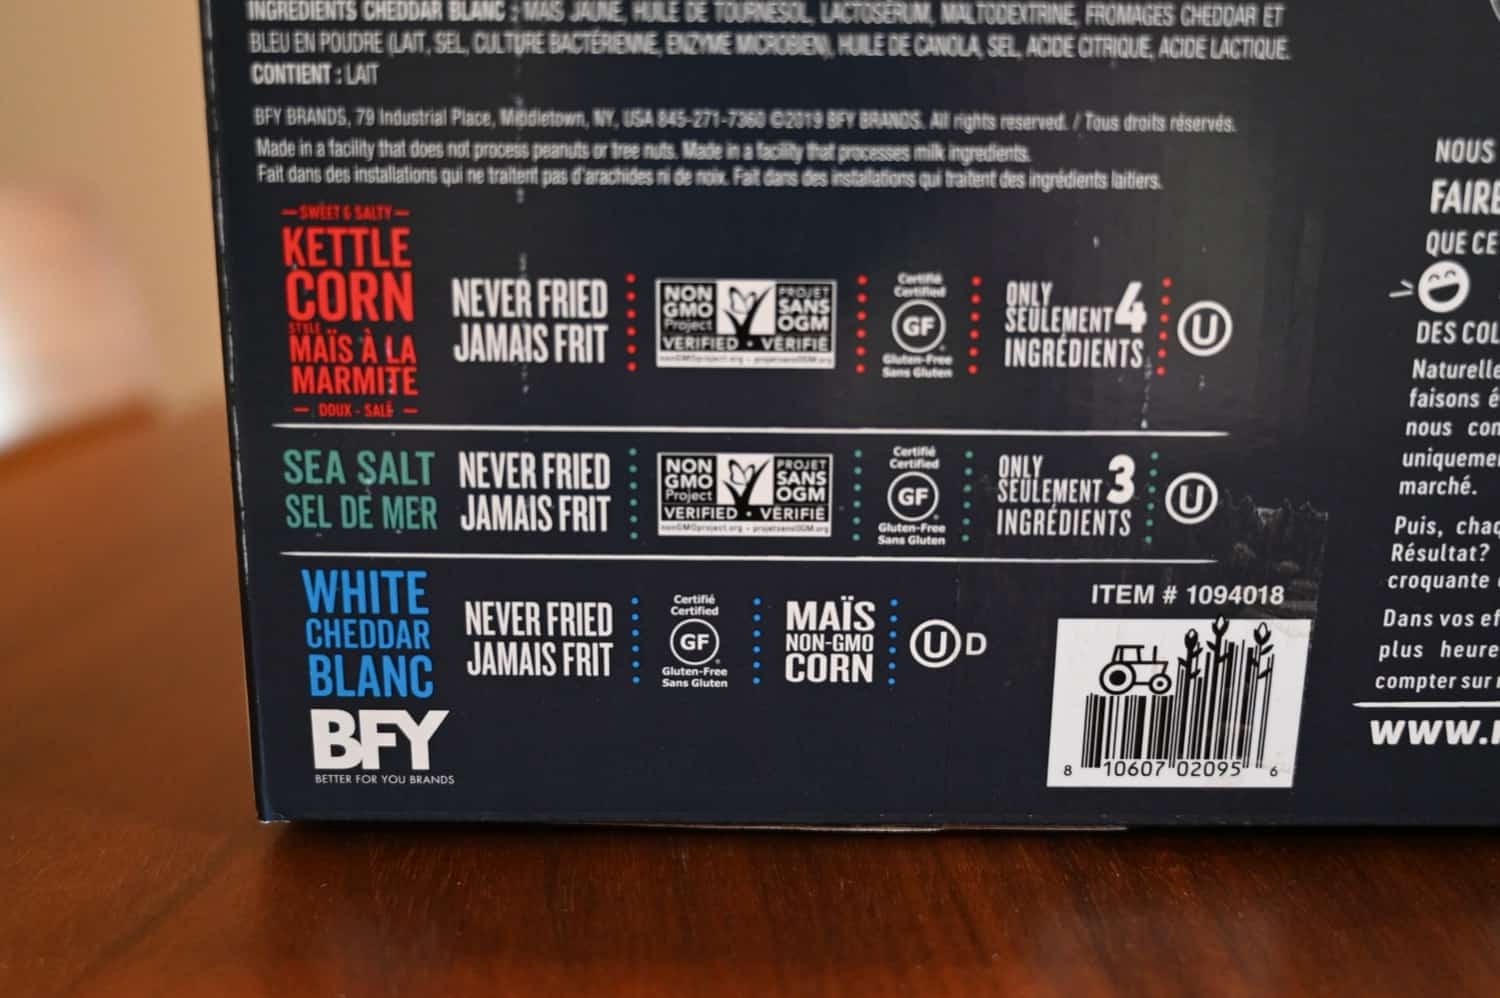 INGRÉDIENTS CHEDDAR BLANC : MAÏS JAUNE, HUILE DE TOURNESOL, LACTOSÉRUM, MALTODEXTRINE, FROMAGES CHEDDAR ET
BLEU EN POUDRE (LAIT, SEL, CULTURE BACTÉRIENNE, ENZYME MICROBIEN), HUILE DE CANOLA, SEL, ACIDE CITRIQUE, ACIDE LACTIQUE.
CONTIENT : LAIT
BFY BRANDS, 79 Industrial Place, Middletown, NY, USA 845-271-7360 ©2019 BFY BRANDS. All rights reserved. / Tous droits réservés.
Made in a facility that does not process peanuts or tree nuts. Made in a facility that processes milk ingredients.
Fait dans des installations qui ne traitent pas d'arachides ni de noix. Fait dans des installations qui traitent des ingrédients laitiers.
SWEET & SALTY
KETTLE
CORN
STYLE
MAÏS À LA
MARMITE
DOUX - SALÉ
NEVER FRIED
JAMAIS FRIT
NON
GMO
Project
PROJET
SANS
OGM
VERIFIED • VÉRIFIÉ
nonGMOproject.org • projetsansOGM.org
Certifié
Certified
GF
Gluten-Free
Sans Gluten
ONLY
SEULEMENT 4
INGRÉDIENTS
U
SEA SALT
SEL DE MER
NEVER FRIED
JAMAIS FRIT
NON
GMO
Project
PROJET
SANS
OGM
VERIFIED • VÉRIFIÉ
nonGMOproject.org • projetsansOGM.org
Certifié
Certified
GF
Gluten-Free
Sans Gluten
ONLY
SEULEMENT 3
INGRÉDIENTS
U
WHITE
CHEDDAR
BLANC
NEVER FRIED
JAMAIS FRIT
Certifié
Certified
GF
Gluten-Free
Sans Gluten
MAÏS
NON-GMO
CORN
U D
BFY
BETTER FOR YOU BRANDS
ITEM # 1094018
8 10607 02095 6
NOUS
FAIRE
QUE CE
DES COL
Naturelle
faisons é
nous con
uniquemen
marché.
Puis, chaq
Résultat?
croquante
Dans vos ef
plus heure
compter sur
www.